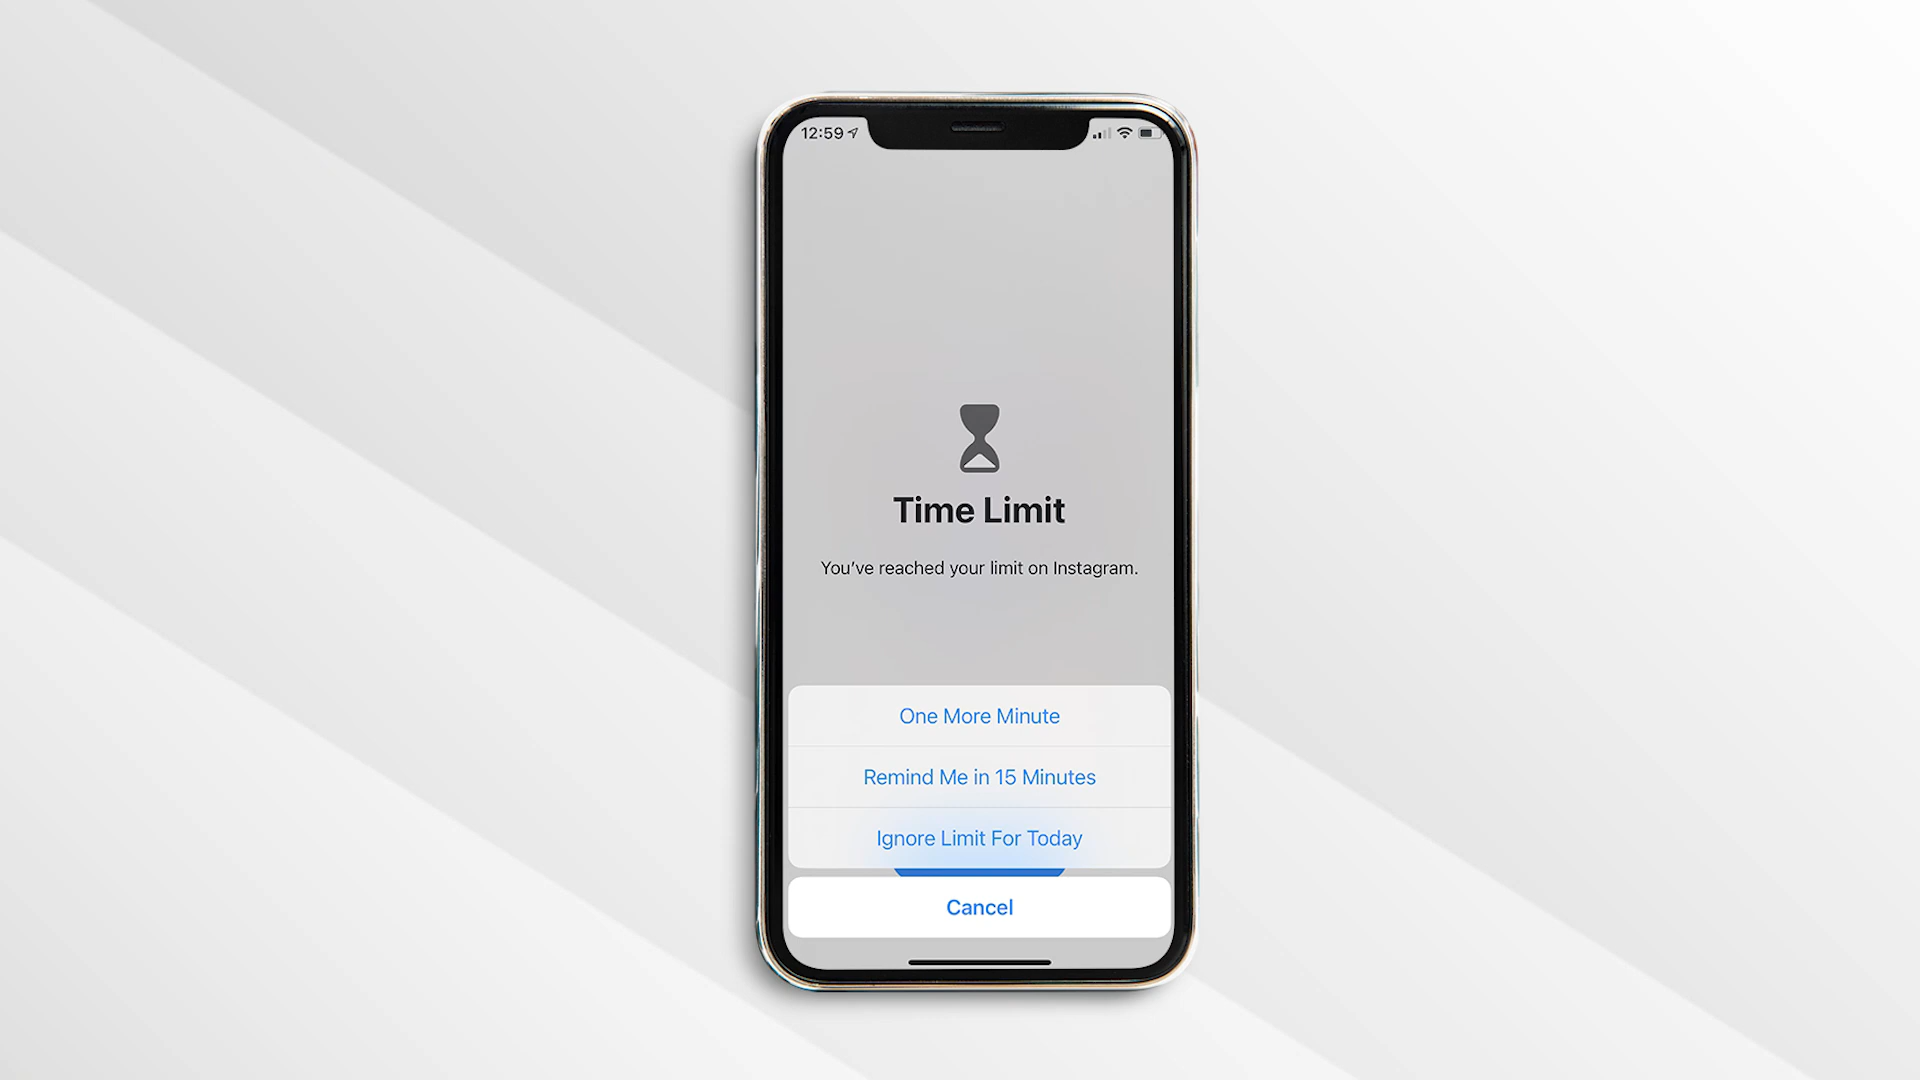 12:59
Time Limit
You’ve reached your limit on Instagram.
One More Minute
Remind Me in 15 Minutes
Ignore Limit For Today
Cancel